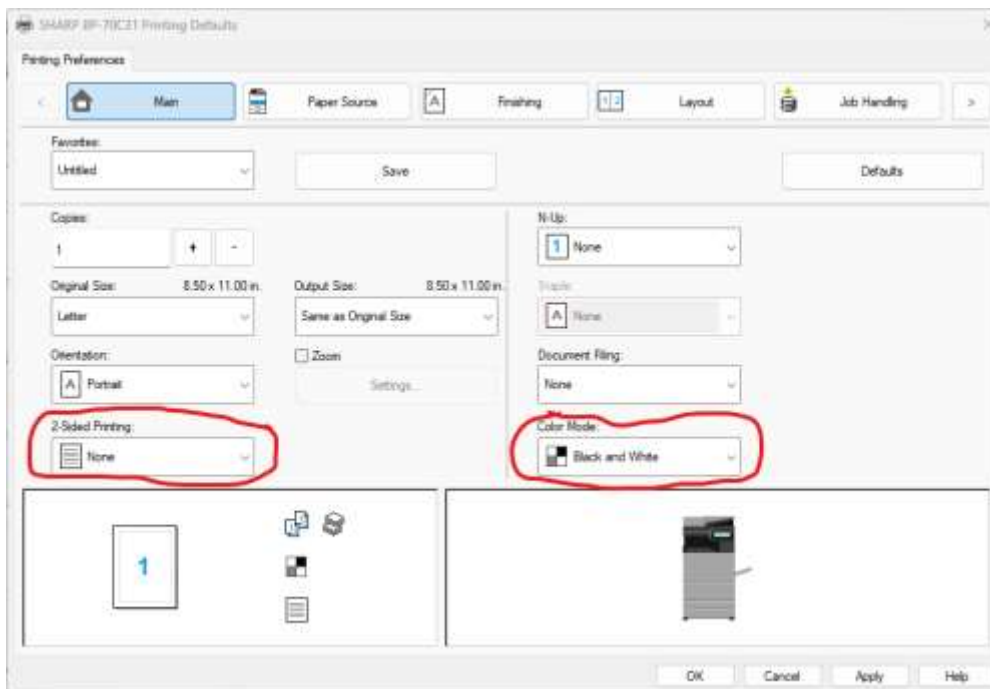 SHARP BP-70C31 Printing Defaults
Printing Preferences
Main Paper Source Finishing Layout Job Handling
Favorites:
Untitled Save Defaults
Copies: N-Up:
1 + - 1 None
Original Size: 8.50 x 11.00 in. Output Size: 8.50 x 11.00 in. Staple:
Letter Same as Original Size None
Orientation: Zoom Document Filing:
Portrait Settings... None
2-Sided Printing: Color Mode:
None Black and White
1
OK Cancel Apply Help